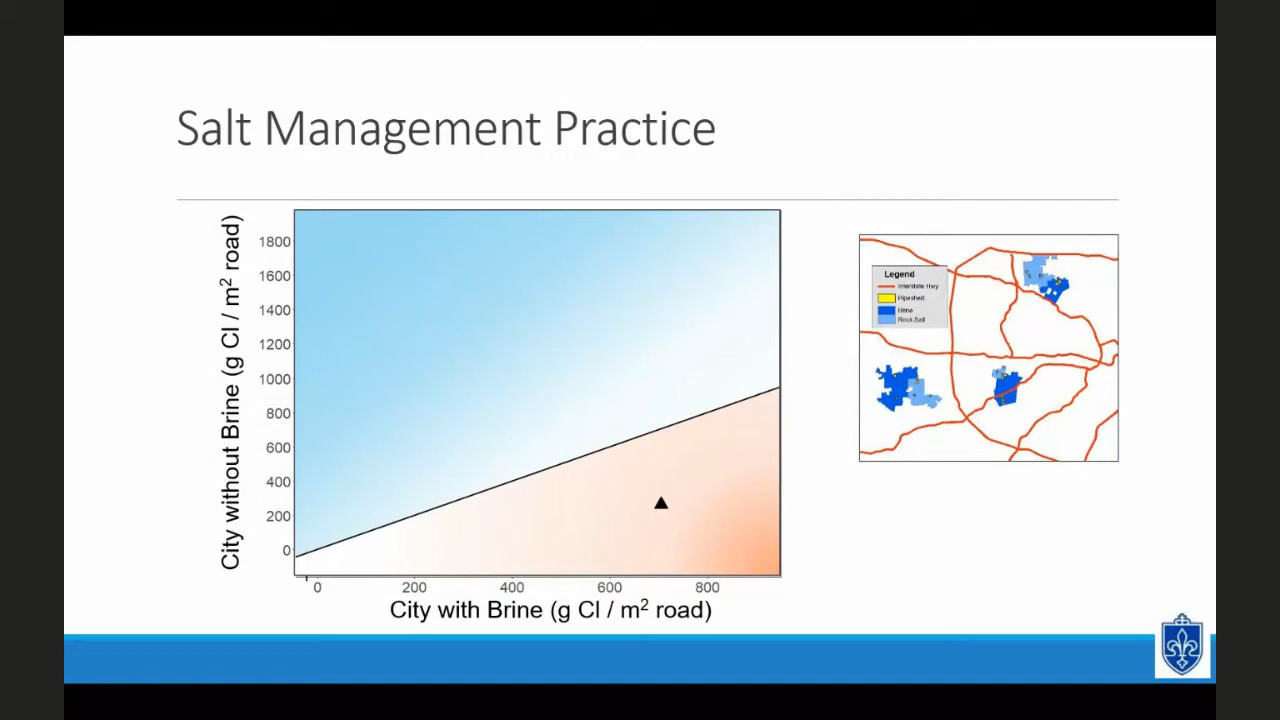 Salt Management Practice
City without Brine (g Cl / m² road)
1800
1600
1400
1200
1000
800
600
400
200
0
0 200 400 600 800
City with Brine (g Cl / m² road)
Legend
Interstate Hwy
Pipeshed
Brine
Rock Salt